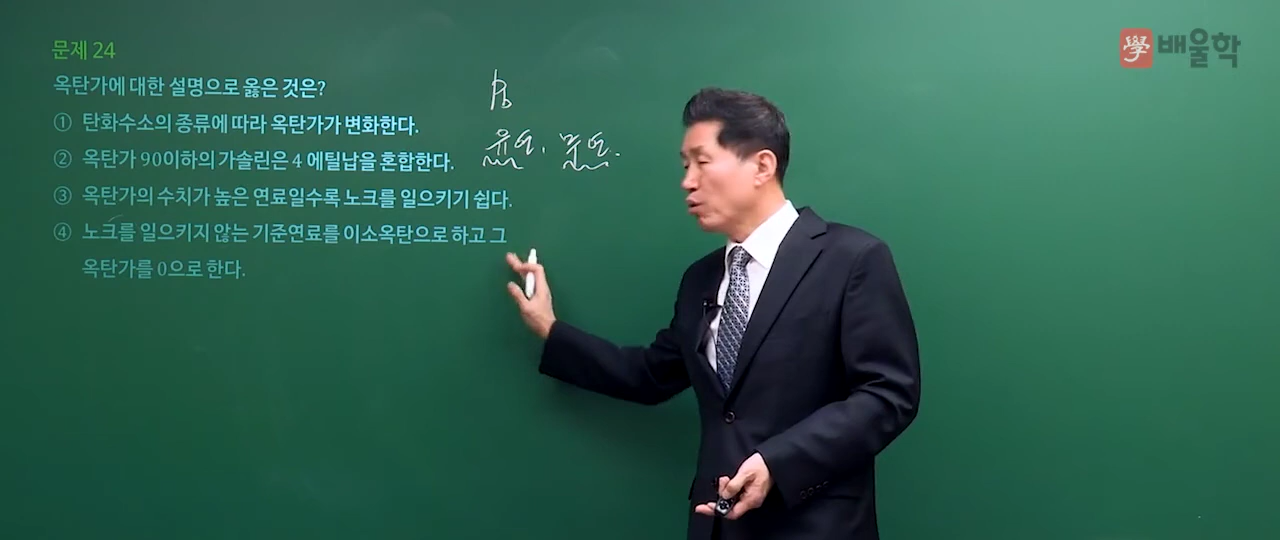 學 배울학
문제 24
옥탄가에 대한 설명으로 옳은 것은?
① 탄화수소의 종류에 따라 옥탄가가 변화한다.
② 옥탄가 90이하의 가솔린은 4 에틸납을 혼합한다.
③ 옥탄가의 수치가 높은 연료일수록 노크를 일으키기 쉽다.
④ 노크를 일으키지 않는 기준연료를 이소옥탄으로 하고 그
옥탄가를 0으로 한다.
Pb
유연. 무연.